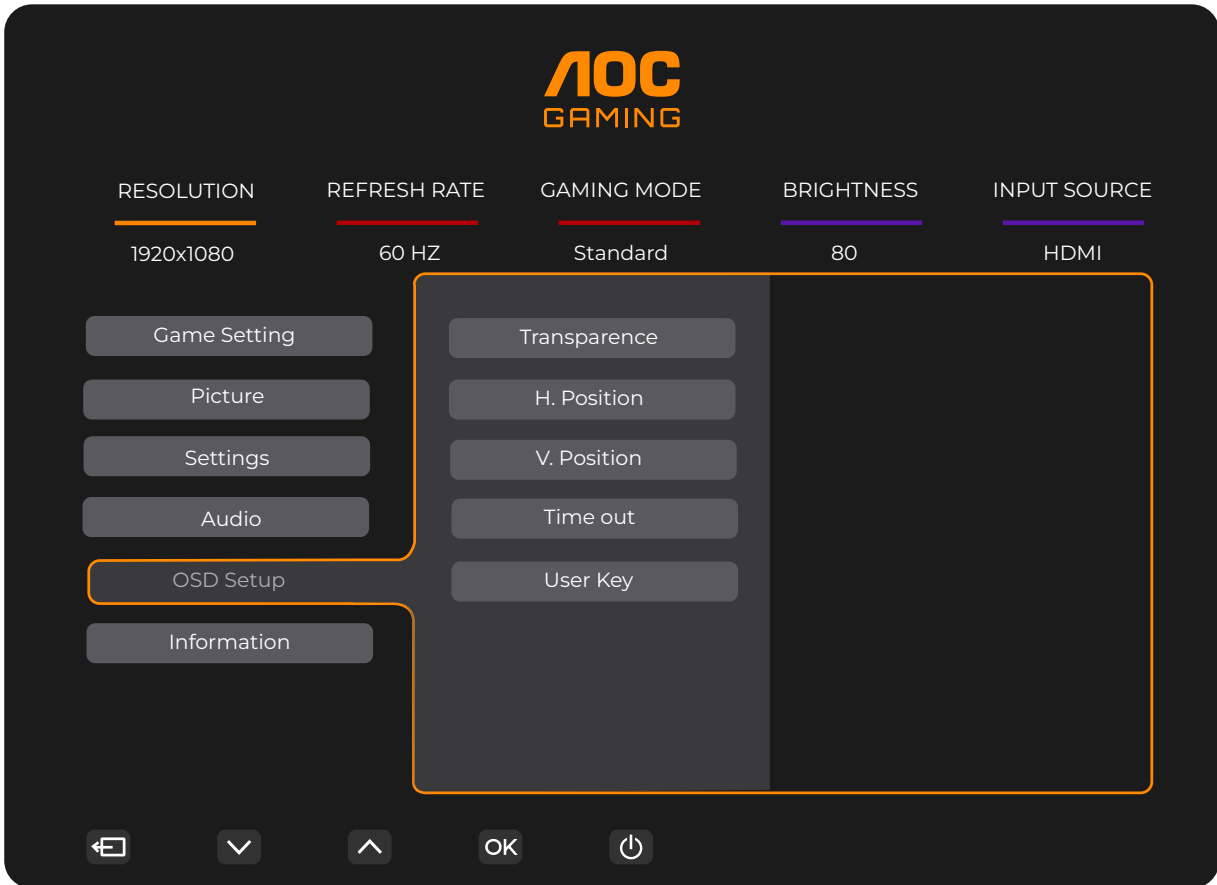 AOC
GAMING
RESOLUTION REFRESH RATE GAMING MODE BRIGHTNESS INPUT SOURCE
1920x1080 60 HZ Standard 80 HDMI
Game Setting Transparence
Picture H. Position
Settings V. Position
Audio Time out
OSD Setup User Key
Information
OK